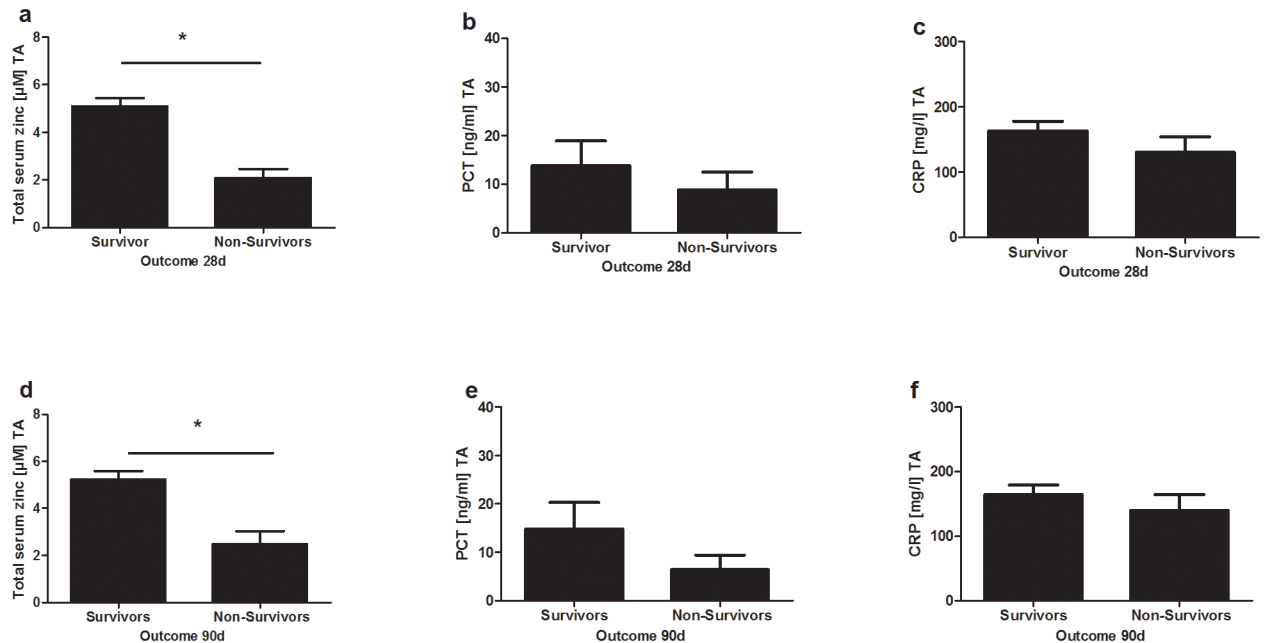 a
Total serum zinc [µM] TA
8
6
4
2
0
*
Survivor Non-Survivors
Outcome 28d
b
PCT [ng/ml] TA
40
30
20
10
0
Survivor Non-Survivors
Outcome 28d
c
CRP [mg/l] TA
300
200
100
0
Survivor Non-Survivors
Outcome 28d
d
Total serum zinc [µM] TA
8
6
4
2
0
*
Survivors Non-Survivors
Outcome 90d
e
PCT [ng/ml] TA
40
30
20
10
0
Survivors Non-Survivors
Outcome 90d
f
CRP [mg/l] TA
300
200
100
0
Survivors Non-Survivors
Outcome 90d